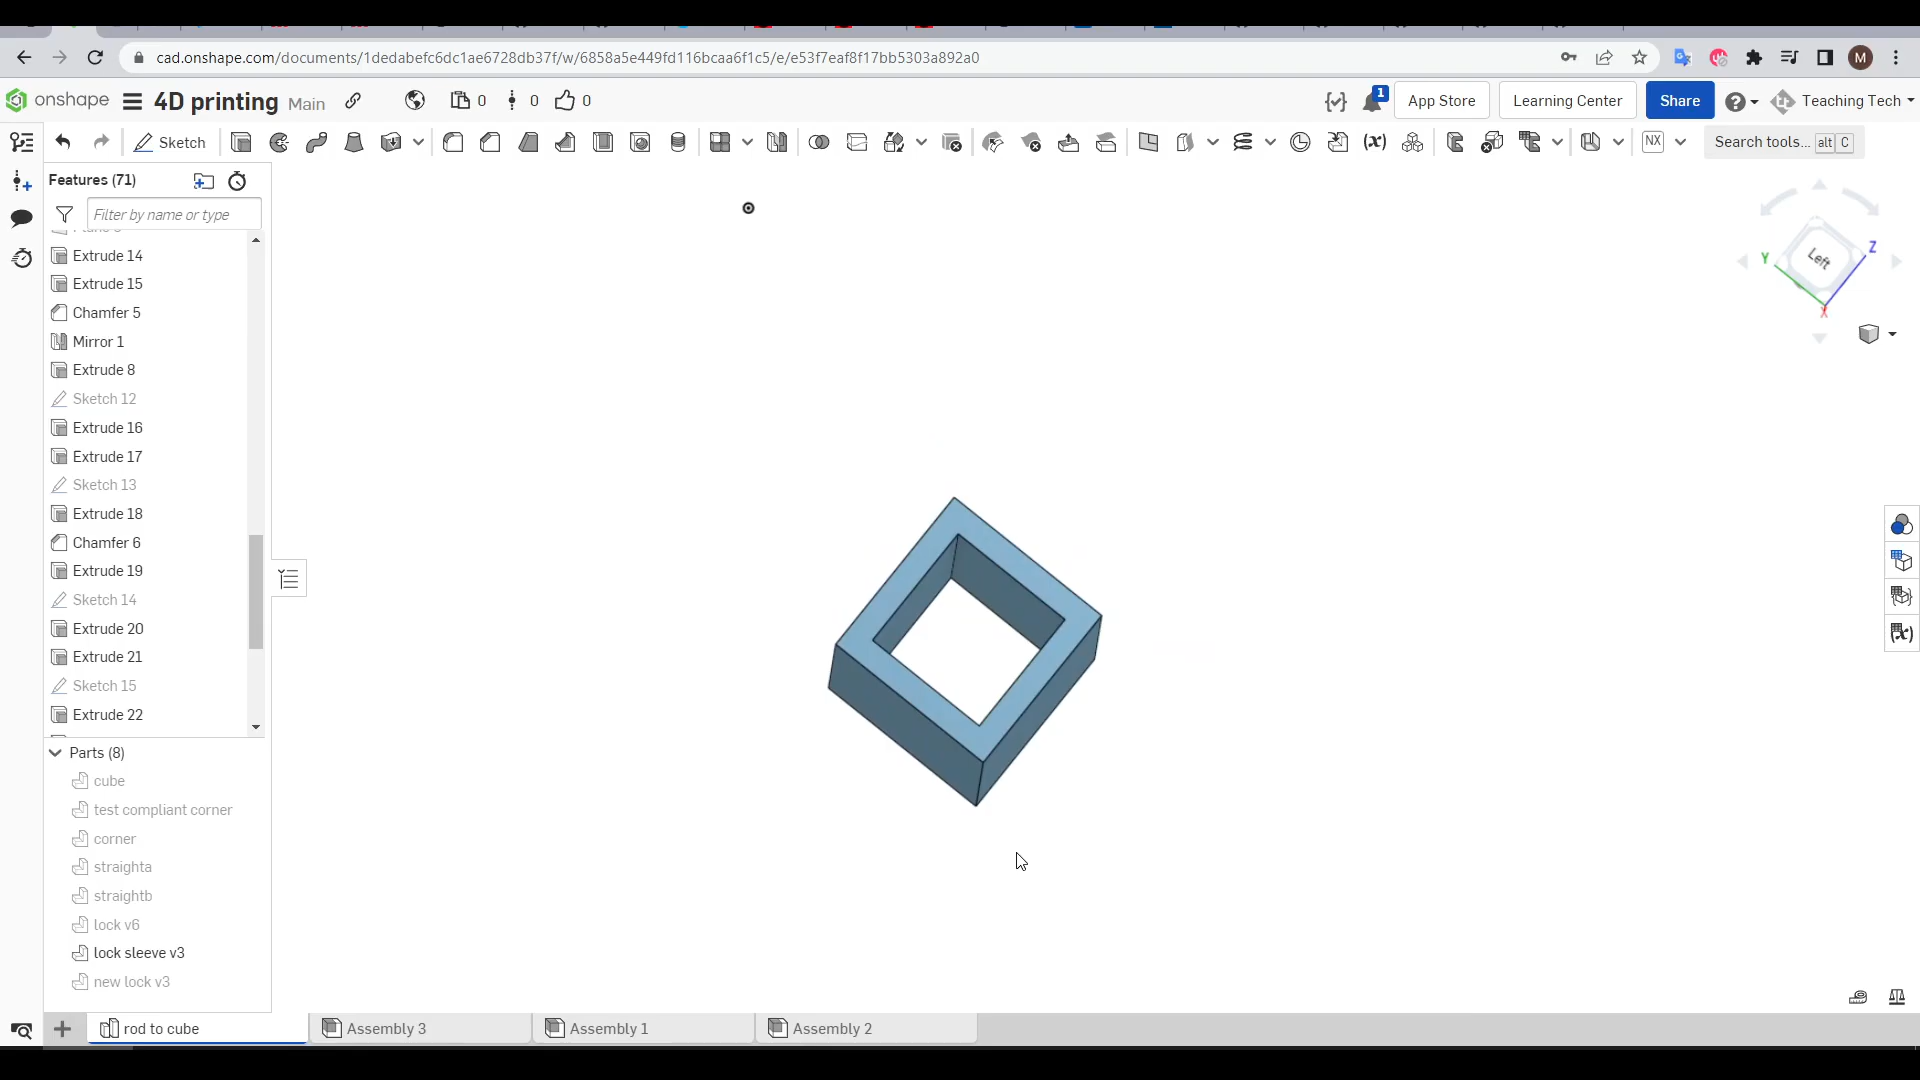 cad.onshape.com/documents/1dedabefc6dc1ae6728db37f/w/6858a5e449fd116bcaa6f1c5/e/e53f7eaf8f17bb5303a892a0
M
onshape 4D printing Main 0 0 0 1 App Store Learning Center Share Teaching Tech
Sketch (x) NX Search tools... alt C
Features (71)
Filter by name or type
Extrude 14
Extrude 15
Chamfer 5
Mirror 1
Extrude 8
Sketch 12
Extrude 16
Extrude 17
Sketch 13
Extrude 18
Chamfer 6
Extrude 19
Sketch 14
Extrude 20
Extrude 21
Sketch 15
Extrude 22
Parts (8)
cube
test compliant corner
corner
straighta
straightb
lock v6
lock sleeve v3
new lock v3
Left
Y
Z
X
(x)
rod to cube Assembly 3 Assembly 1 Assembly 2